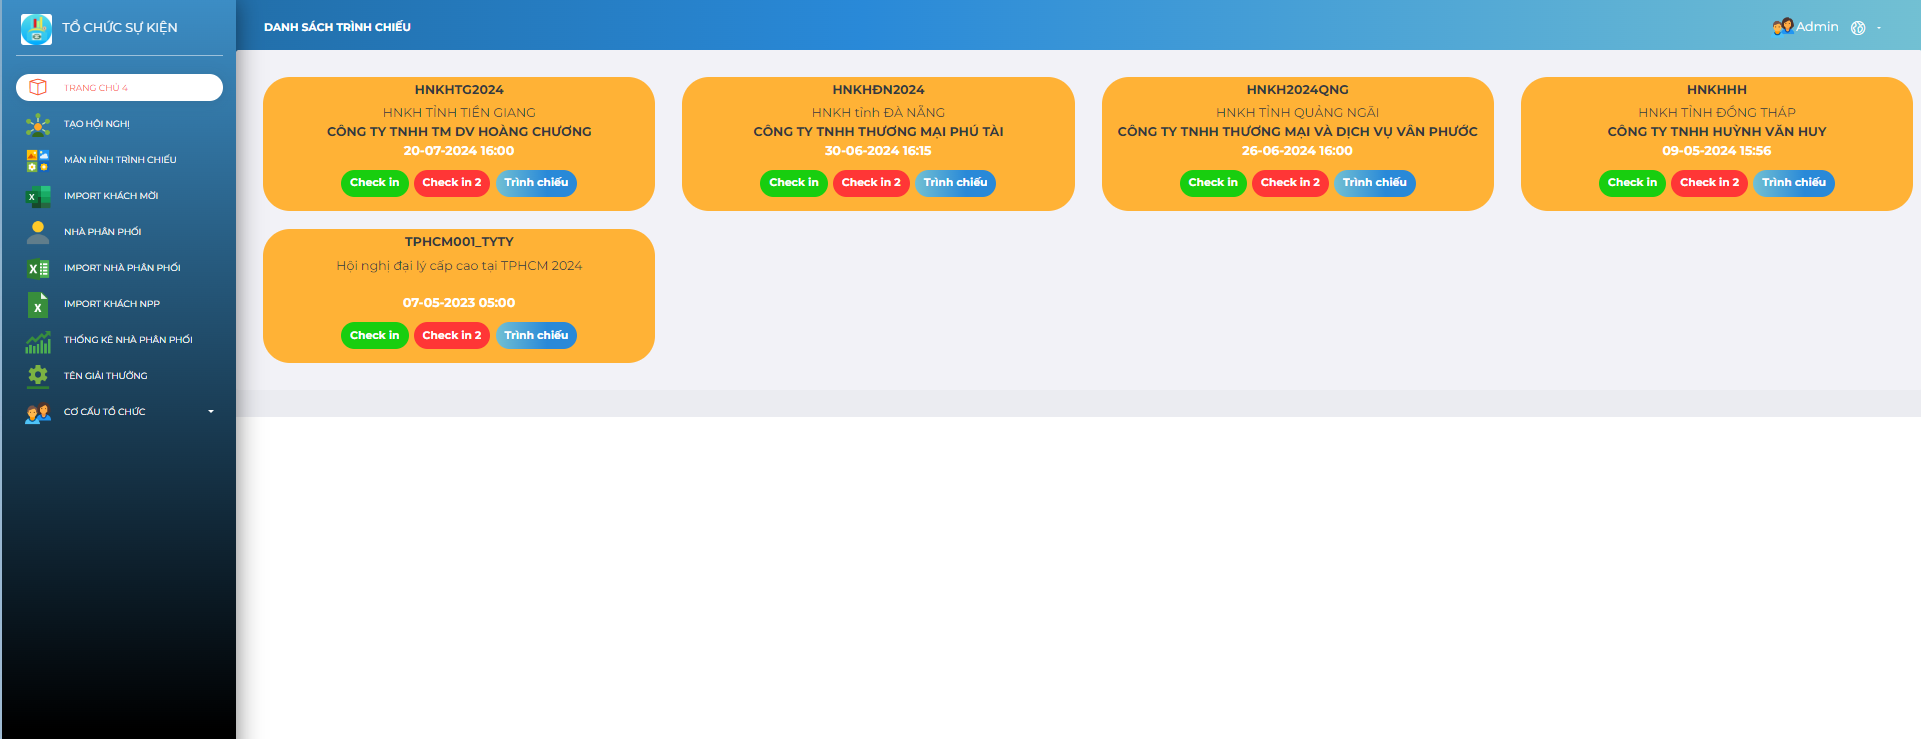 TỔ CHỨC SỰ KIỆN
TRANG CHỦ 4
TẠO HỘI NGHỊ
MÀN HÌNH TRÌNH CHIẾU
IMPORT KHÁCH MỜI
NHÀ PHÂN PHỐI
IMPORT NHÀ PHÂN PHỐI
IMPORT KHÁCH NPP
THỐNG KÊ NHÀ PHÂN PHỐI
TÊN GIẢI THƯỞNG
CƠ CẤU TỔ CHỨC
DANH SÁCH TRÌNH CHIẾU
Admin
HNKHTG2024
HNKH TỈNH TIỀN GIANG
CÔNG TY TNHH TM DV HOÀNG CHƯƠNG
20-07-2024 16:00
Check in Check in 2 Trình chiếu
HNKHĐN2024
HNKH tỉnh ĐÀ NẴNG
CÔNG TY TNHH THƯƠNG MẠI PHÚ TÀI
30-06-2024 16:15
Check in Check in 2 Trình chiếu
HNKH2024QNG
HNKH TỈNH QUẢNG NGÃI
CÔNG TY TNHH THƯƠNG MẠI VÀ DỊCH VỤ VÂN PHƯỚC
26-06-2024 16:00
Check in Check in 2 Trình chiếu
HNKHHH
HNKH TỈNH ĐỒNG THÁP
CÔNG TY TNHH HUỲNH VĂN HUY
09-05-2024 15:56
Check in Check in 2 Trình chiếu
TPHCM001_TYTY
Hội nghị đại lý cấp cao tại TPHCM 2024
07-05-2023 05:00
Check in Check in 2 Trình chiếu